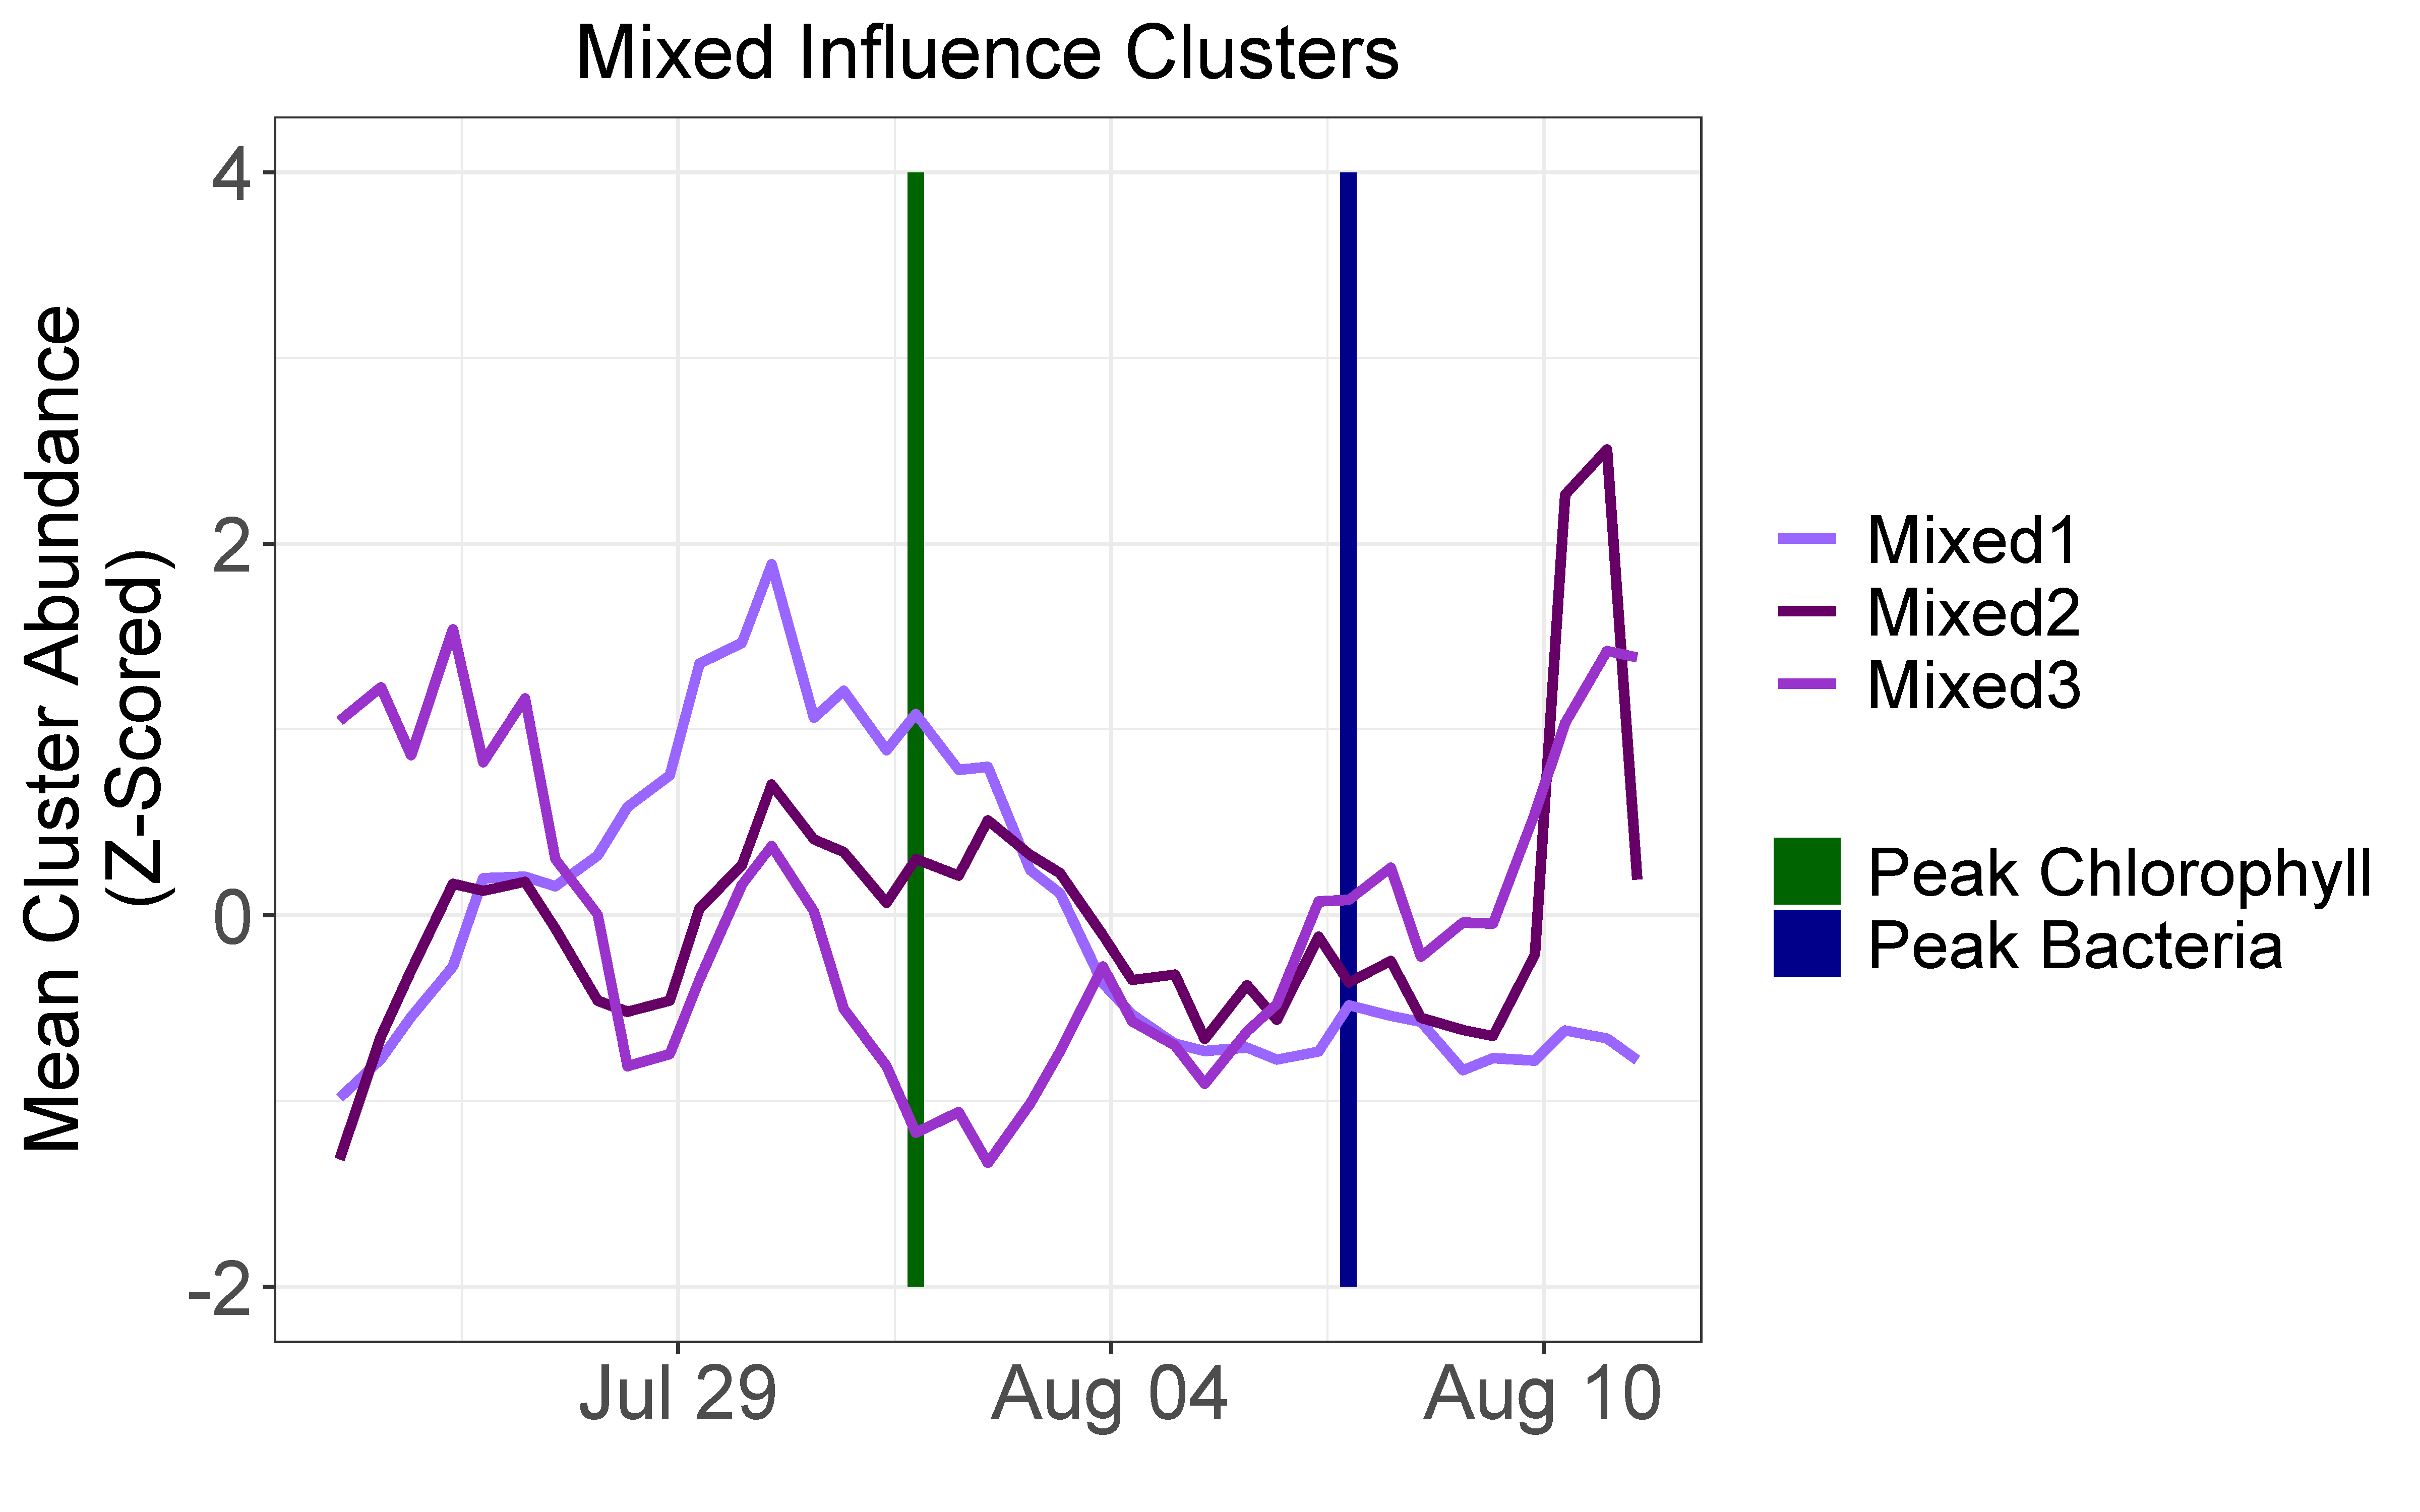 Mixed Influence Clusters
Mean Cluster Abundance
(Z-Scored)
4
2
0
-2
Jul 29
Aug 04
Aug 10
Mixed1
Mixed2
Mixed3
Peak Chlorophyll
Peak Bacteria